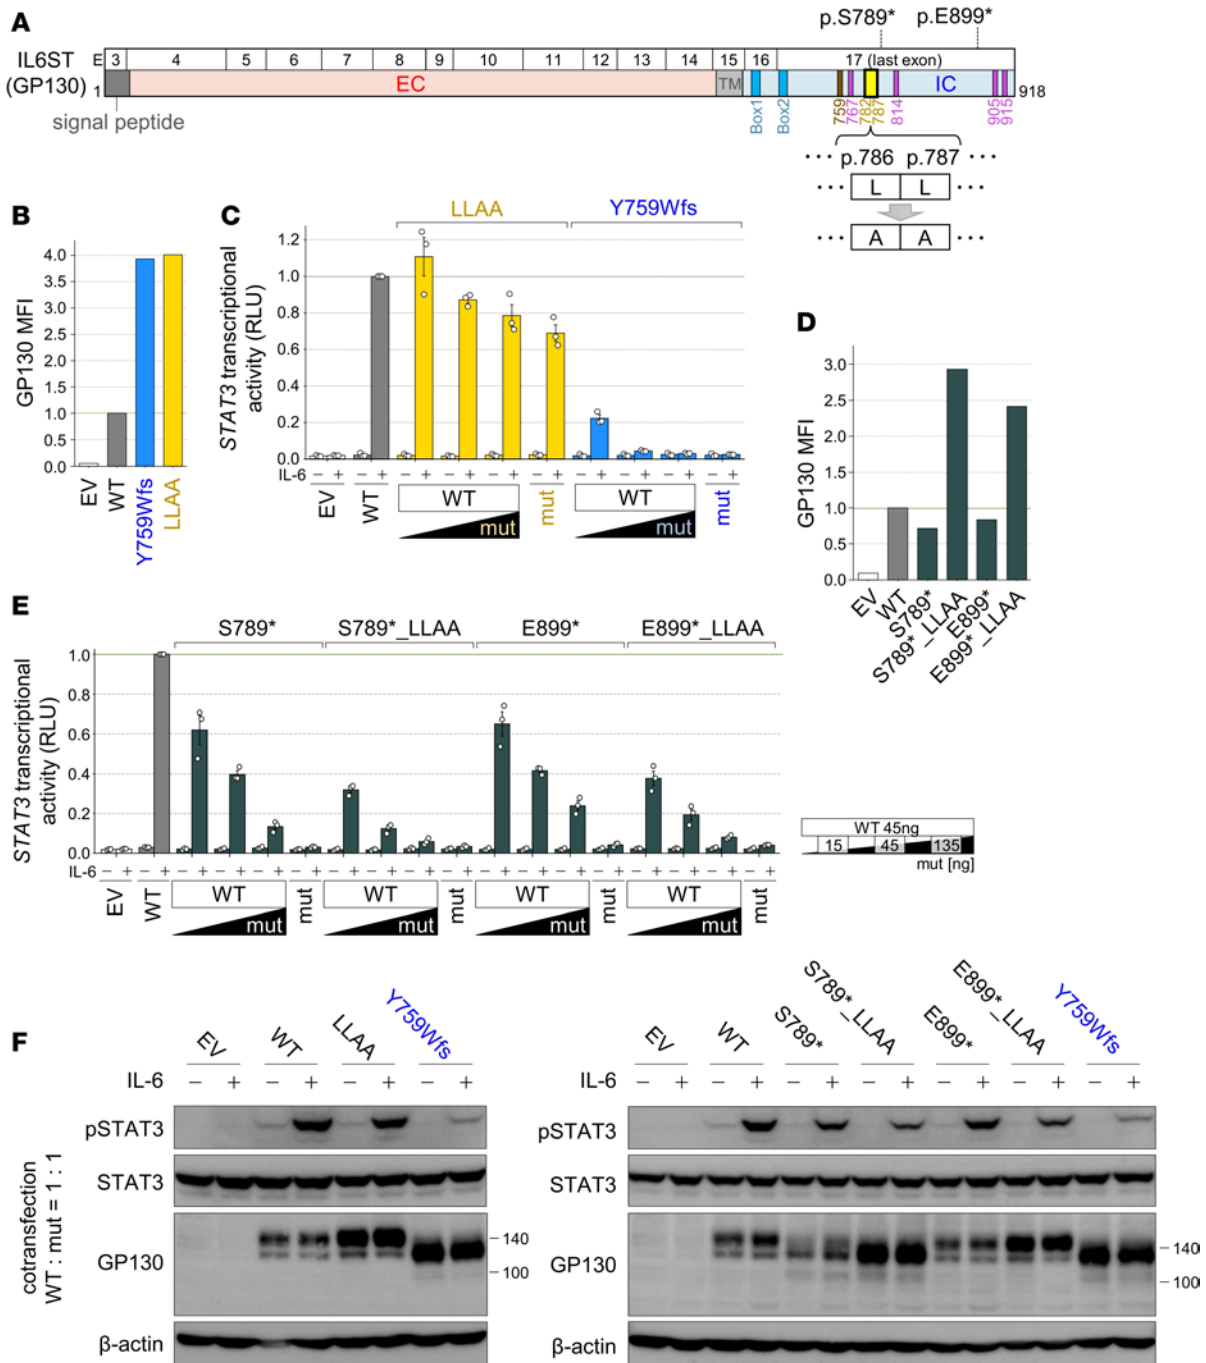 A
p.S789* p.E899*
IL6ST E 3 4 5 6 7 8 9 10 11 12 13 14 15 16 17 (last exon)
(GP130) 1 EC TM IC 918
signal peptide
Box1 Box2 759 767 782 787 814 905 915
··· p.786 p.787 ···
··· L L ···
··· A A ···
B
GP130 MFI
4.0
3.5
3.0
2.5
2.0
1.5
1.0
0.5
0.0
EV WT Y759Wfs LLAA
C
LLAA Y759Wfs
STAT3 transcriptional
activity (RLU)
1.2
1.0
0.8
0.6
0.4
0.2
0.0
IL-6 − + − + − + − + − + − + − + − + − + − +
EV WT WT mut mut WT mut mut
D
GP130 MFI
3.0
2.5
2.0
1.5
1.0
0.5
0.0
EV WT S789* S789*_LLAA E899* E899*_LLAA
E
S789* S789*_LLAA E899* E899*_LLAA
STAT3 transcriptional
activity (RLU)
1.0
0.8
0.6
0.4
0.2
0.0
IL-6 − + − + − + − + − + − + − + − + − + − + − + − + − + − + − + − + − + − +
EV WT WT mut mut WT mut mut WT mut mut WT mut mut
WT 45ng
15 45 135
mut [ng]
F
cotransfection
WT : mut = 1 : 1
EV WT LLAA Y759Wfs
IL-6 − + − + − + − +
pSTAT3
STAT3
GP130
− 140
− 100
β-actin
EV WT S789* S789*_LLAA E899* E899*_LLAA Y759Wfs
IL-6 − + − + − + − + − + − + − +
pSTAT3
STAT3
GP130
− 140
− 100
β-actin